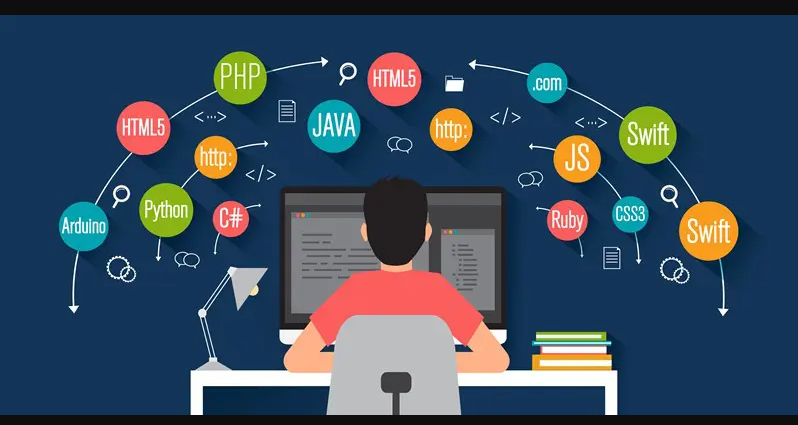 PHP
HTML5
.com
HTML5
JAVA
http:
Swift
<...>
<...>
</>
http:
JS
</>
Arduino
Python
C#
Ruby
CSS3
Swift